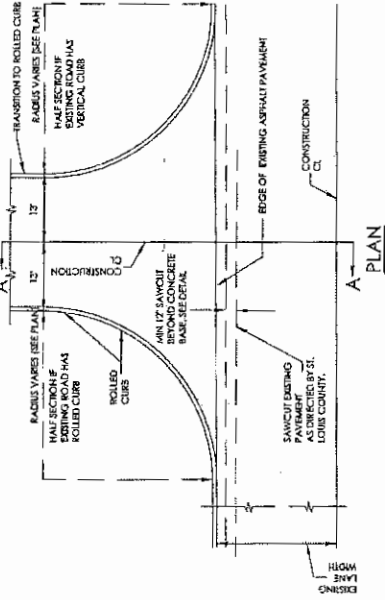 TRANSITION TO ROLLED CURB
RADIUS VARIES (SEE PLAN)
HALF SECTION IF
EXISTING ROAD HAS
VERTICAL CURB
13'
13'
A
CONSTRUCTION
CL
RADIUS VARIES (SEE PLAN)
HALF SECTION IF
EXISTING ROAD HAS
ROLLED CURB
ROLLED
CURB
MIN 12" SAWCUT
BEYOND CONCRETE
BASE, SEE DETAIL
EDGE OF EXISTING ASPHALT PAVEMENT
CONSTRUCTION
CL
SAWCUT EXISTING
PAVEMENT
AS DIRECTED BY ST.
LOUIS COUNTY.
A
EXISTING
LANE
WIDTH
PLAN